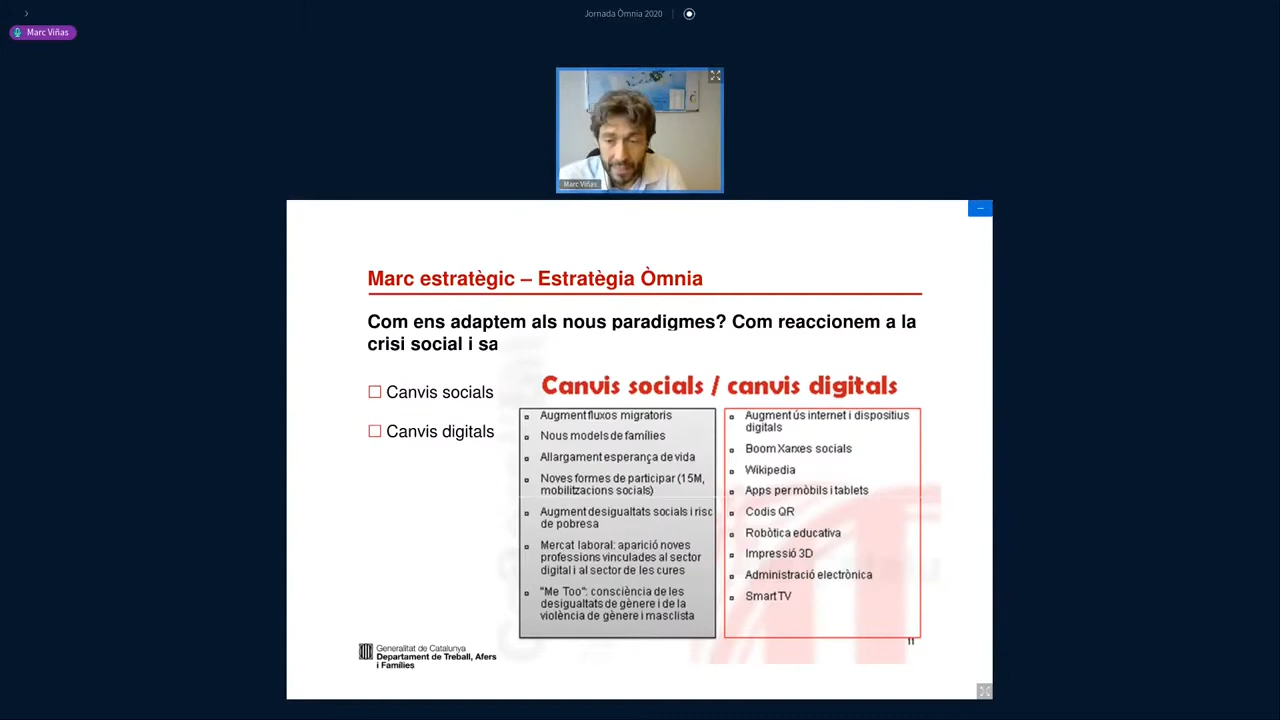 Jornada Òmnia 2020
Marc Viñas
Marc Viñas
Marc estratègic – Estratègia Òmnia
Com ens adaptem als nous paradigmes? Com reaccionem a la
crisi social i sa
Canvis socials
Canvis digitals
Canvis socials / canvis digitals
Augment fluxos migratoris
Nous models de famílies
Allargament esperança de vida
Noves formes de participar (15M,
mobilitzacions socials)
Augment desigualtats socials i risc
de pobresa
Mercat laboral: aparició noves
professions vinculades al sector
digital i al sector de les cures
"Me Too": consciència de les
desigualtats de gènere i de la
violència de gènere i masclista
Augment ús internet i dispositius
digitals
Boom Xarxes socials
Wikipedia
Apps per mòbils i tablets
Codis QR
Robòtica educativa
Impressió 3D
Administració electrònica
Smart TV
11
Generalitat de Catalunya
Departament de Treball, Afers
i Famílies